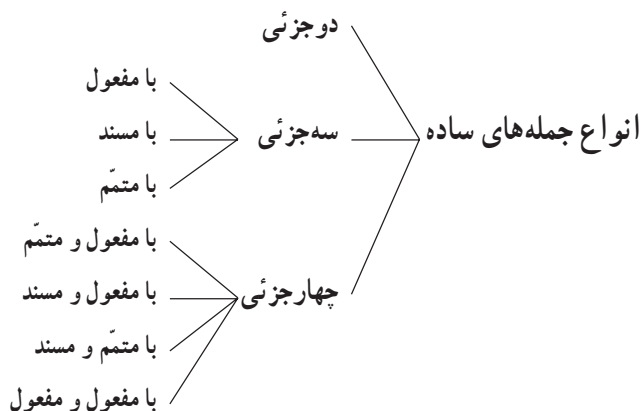 انواع جمله‌های ساده
دوجزئی
سه‌جزئی
با مفعول
با مسند
با متمّم
چهارجزئی
با مفعول و متمّم
با مفعول و مسند
با متمّم و مسند
با مفعول و مفعول